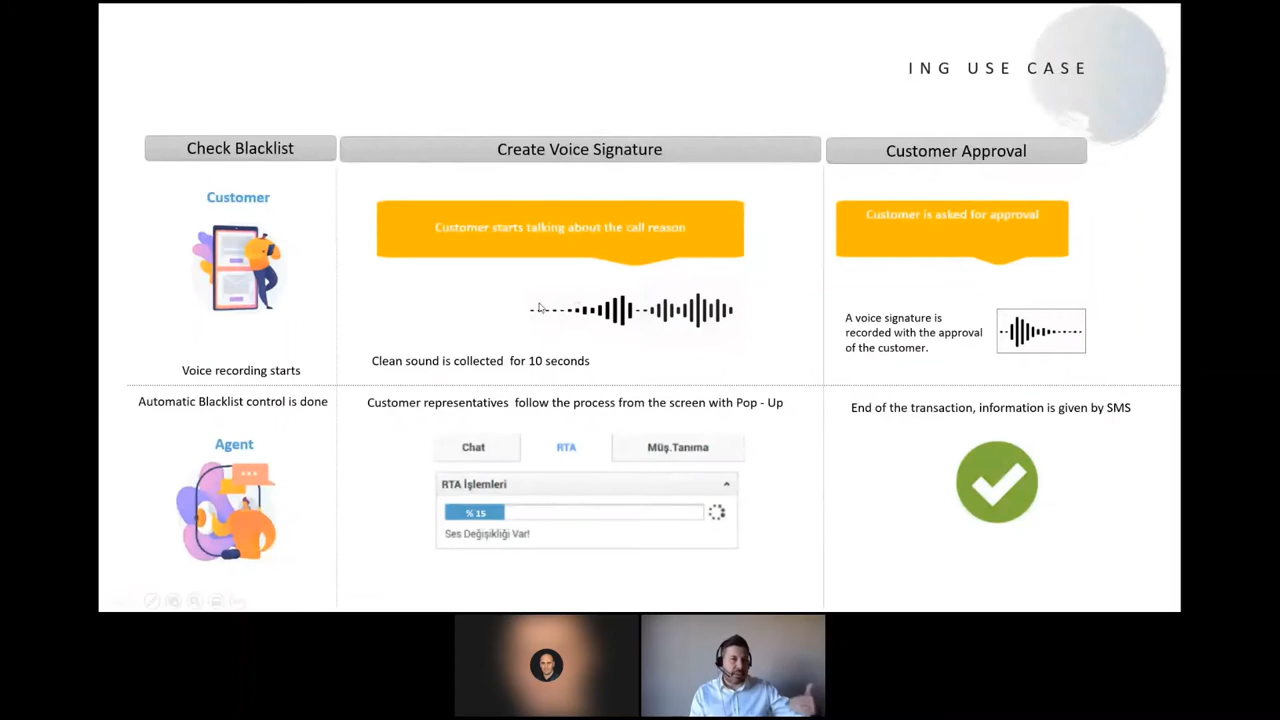 ING USE CASE
Check Blacklist
Create Voice Signature
Customer Approval
Customer
Customer starts talking about the call reason
Customer is asked for approval
A voice signature is
recorded with the approval
of the customer.
Clean sound is collected for 10 seconds
Voice recording starts
Automatic Blacklist control is done
Customer representatives follow the process from the screen with Pop - Up
End of the transaction, information is given by SMS
Agent
Chat
RTA
Müş.Tanıma
RTA İşlemleri
% 15
Ses Değişikliği Var!